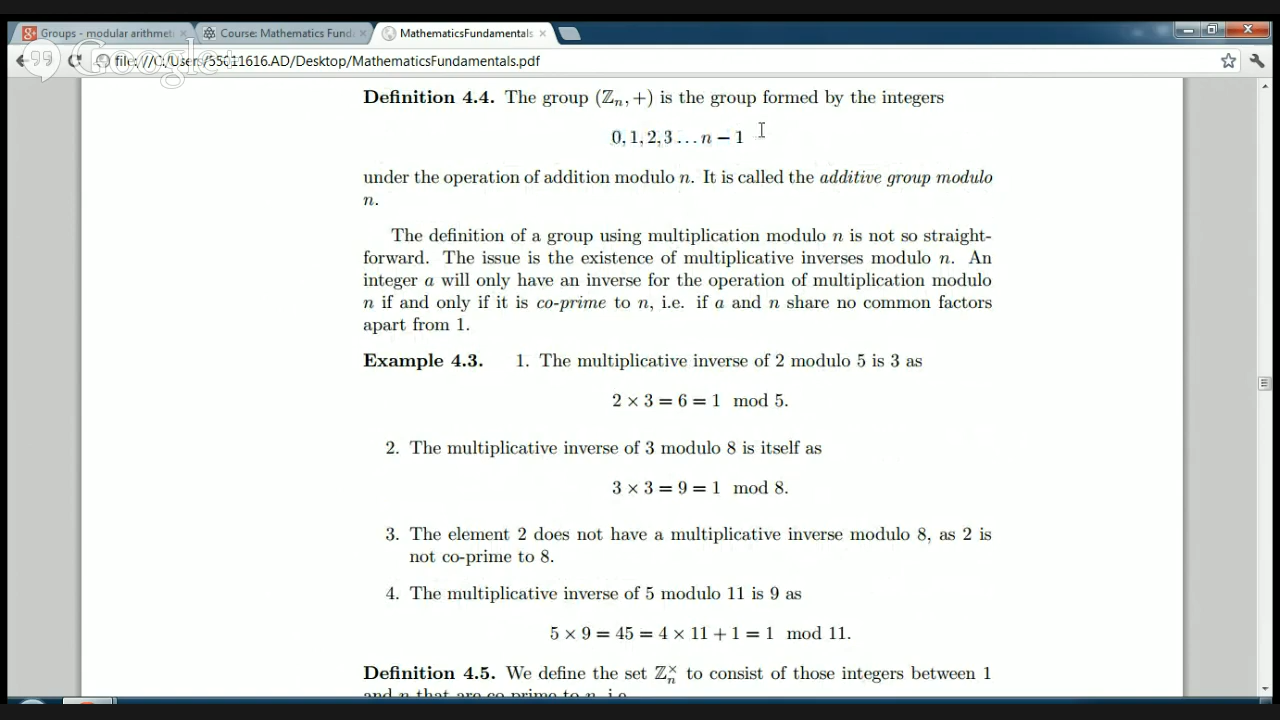 Groups - modular arithmet
Course: Mathematics Fund
MathematicsFundamentals
Google+
file:///C:/Users/55011616.AD/Desktop/MathematicsFundamentals.pdf
Definition 4.4. The group (ℤₙ, +) is the group formed by the integers
0, 1, 2, 3 … n − 1
under the operation of addition modulo n. It is called the additive group modulo
n.
The definition of a group using multiplication modulo n is not so straight-
forward. The issue is the existence of multiplicative inverses modulo n. An
integer a will only have an inverse for the operation of multiplication modulo
n if and only if it is co-prime to n, i.e. if a and n share no common factors
apart from 1.
Example 4.3. 1. The multiplicative inverse of 2 modulo 5 is 3 as
2 × 3 = 6 = 1 mod 5.
2. The multiplicative inverse of 3 modulo 8 is itself as
3 × 3 = 9 = 1 mod 8.
3. The element 2 does not have a multiplicative inverse modulo 8, as 2 is
not co-prime to 8.
4. The multiplicative inverse of 5 modulo 11 is 9 as
5 × 9 = 45 = 4 × 11 + 1 = 1 mod 11.
Definition 4.5. We define the set ℤₙ˟ to consist of those integers between 1
and n that are co-prime to n, i.e.